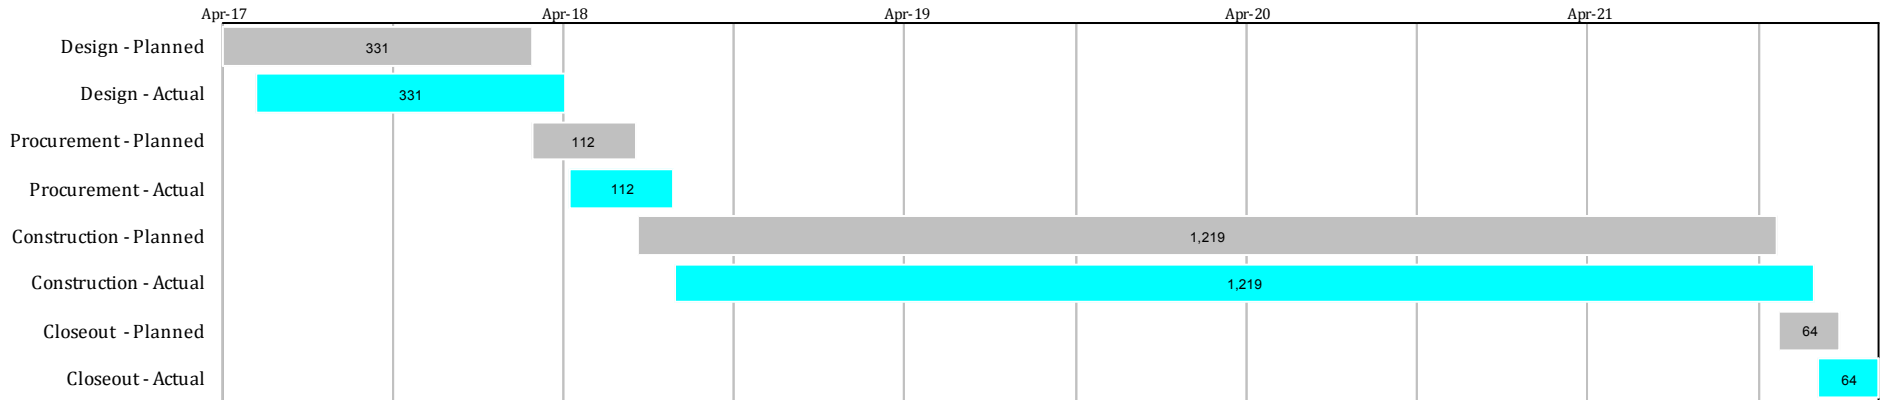 Apr-17 Apr-18 Apr-19 Apr-20 Apr-21
Design - Planned 331
Design - Actual 331
Procurement - Planned 112
Procurement - Actual 112
Construction - Planned 1,219
Construction - Actual 1,219
Closeout - Planned 64
Closeout - Actual 64